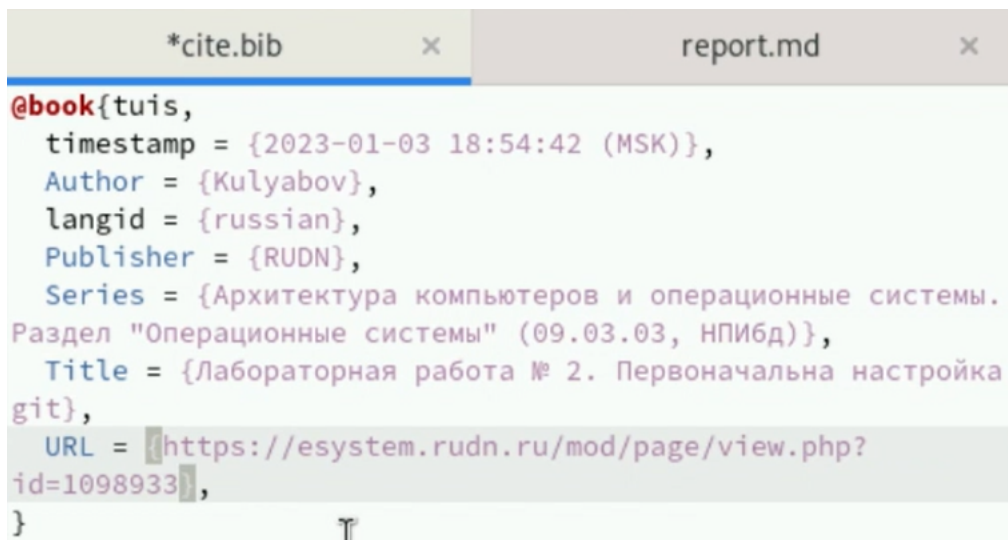 *cite.bib × report.md ×
@book{tuis,
timestamp = {2023-01-03 18:54:42 (MSK)},
Author = {Kulyabov},
langid = {russian},
Publisher = {RUDN},
Series = {Архитектура компьютеров и операционные системы.
Раздел "Операционные системы" (09.03.03, НПИбд)},
Title = {Лабораторная работа № 2. Первоначальна настройка
git},
URL = {https://esystem.rudn.ru/mod/page/view.php?
id=1098933},
}